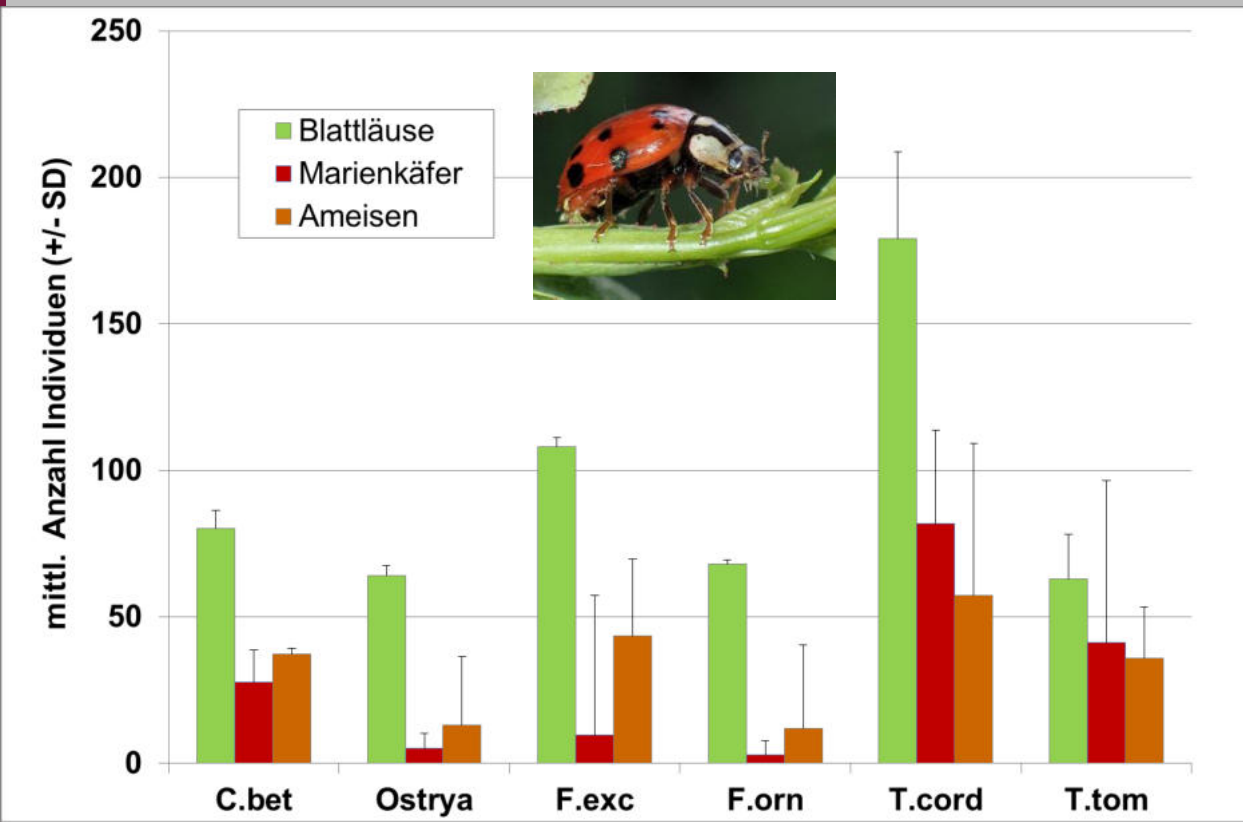 mittl. Anzahl Individuen (+/- SD)
250
200
150
100
50
0
Blattläuse
Marienkäfer
Ameisen
C.bet Ostrya F.exc F.orn T.cord T.tom